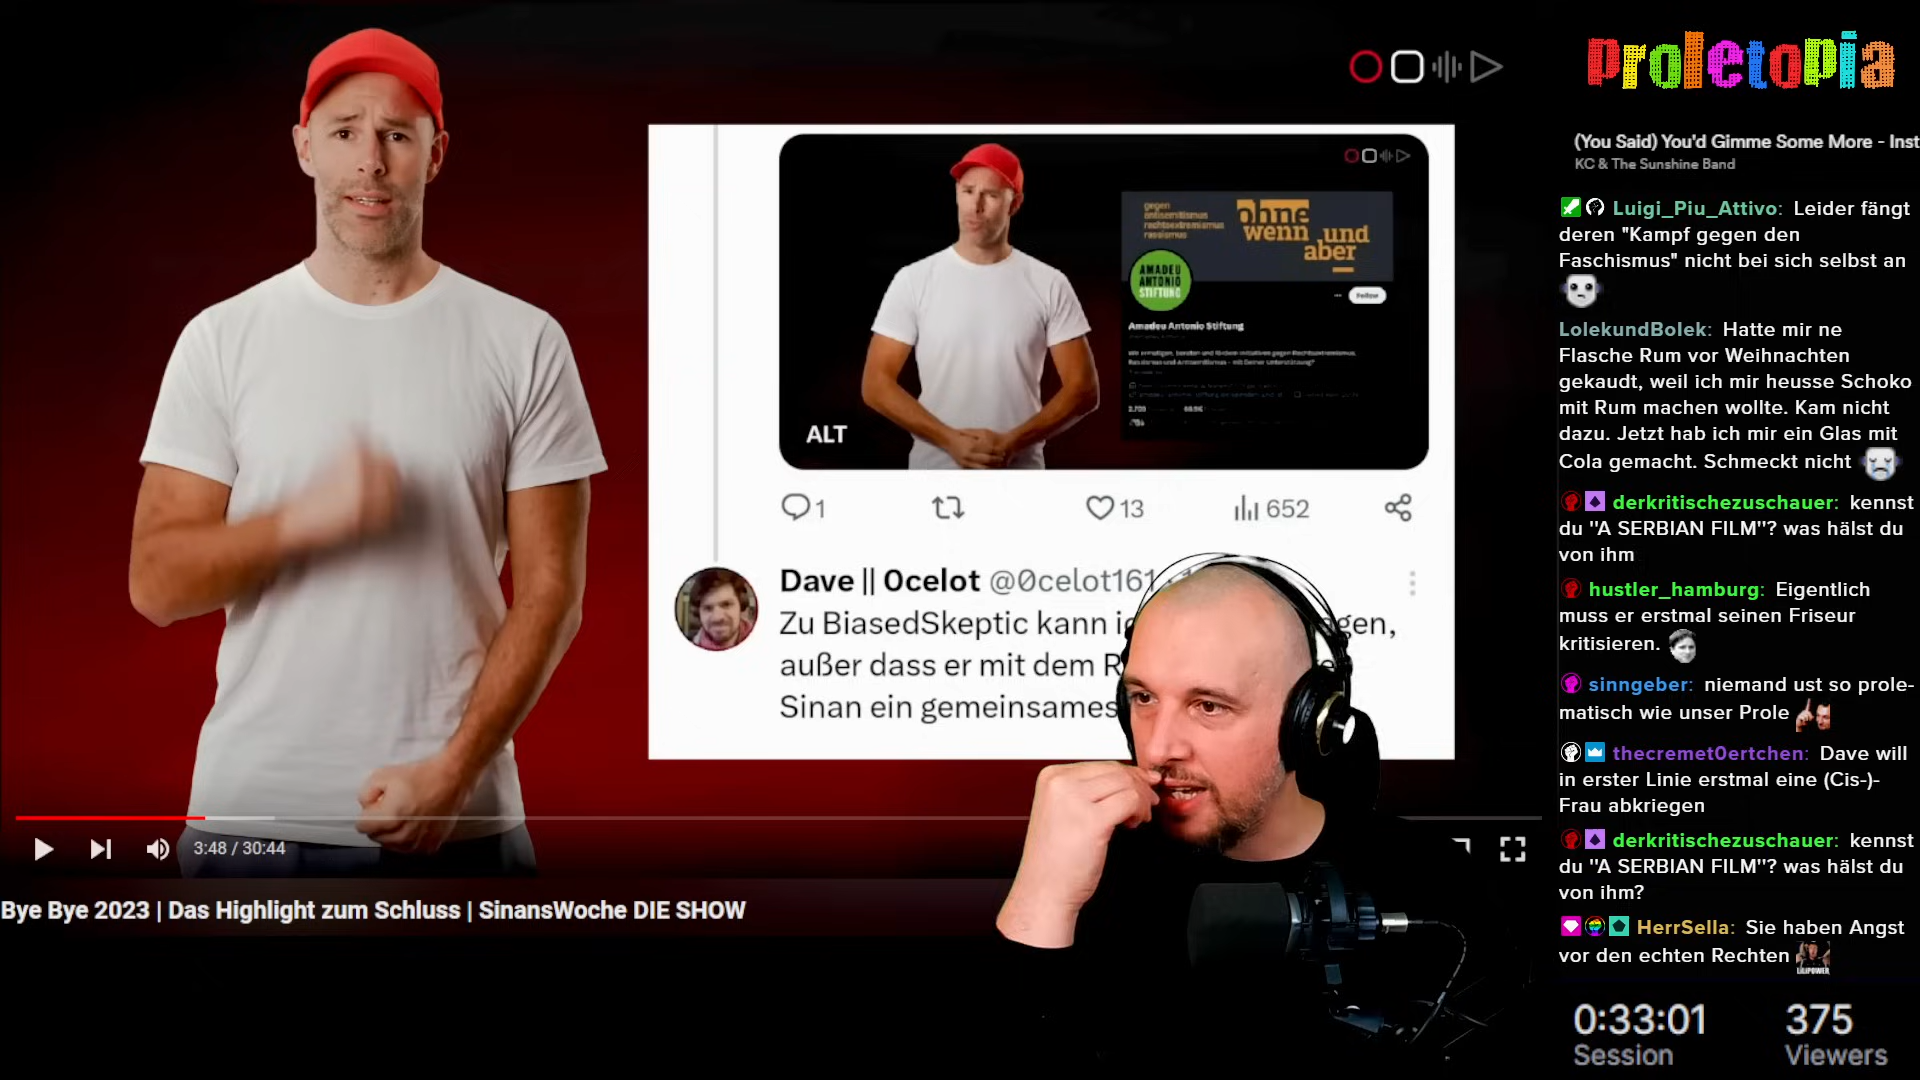 Proletopia
(You Said) You'd Gimme Some More - Inst
KC & The Sunshine Band
gegen
antisemitismus
rechtsextremismus
rassismus
ohne
wenn und
aber
AMADEU
ANTONIO
STIFTUNG
Follow
Amadeu Antonio Stiftung
ALT
1
13
652
Dave || 0celot @0celot161
Zu BiasedSkeptic kann
außer dass er mit dem
Sinan ein gemeinsames
3:48 / 30:44
Bye Bye 2023 | Das Highlight zum Schluss | SinansWoche DIE SHOW
Luigi_Piu_Attivo: Leider fängt
deren "Kampf gegen den
Faschismus" nicht bei sich selbst an
LolekundBolek: Hatte mir ne
Flasche Rum vor Weihnachten
gekaudt, weil ich mir heusse Schoko
mit Rum machen wollte. Kam nicht
dazu. Jetzt hab ich mir ein Glas mit
Cola gemacht. Schmeckt nicht
derkritischezuschauer: kennst
du "A SERBIAN FILM"? was hälst du
von ihm
hustler_hamburg: Eigentlich
muss er erstmal seinen Friseur
kritisieren.
sinngeber: niemand ust so prole-
matisch wie unser Prole
thecremet0ertchen: Dave will
in erster Linie erstmal eine (Cis-)-
Frau abkriegen
derkritischezuschauer: kennst
du "A SERBIAN FILM"? was hälst du
von ihm?
HerrSella: Sie haben Angst
vor den echten Rechten
0:33:01
Session
375
Viewers